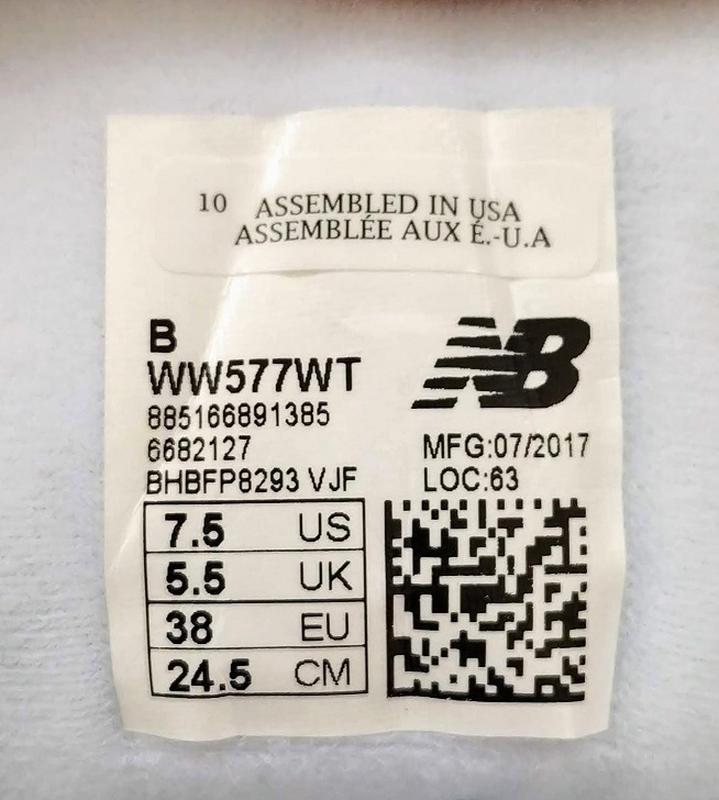 10 ASSEMBLED IN USA
ASSEMBLÉE AUX É.-U.A
B
WW577WT
885166891385
6682127
BHBFP8293 VJF
NB
MFG:07/2017
LOC:63
7.5 US
5.5 UK
38 EU
24.5 CM